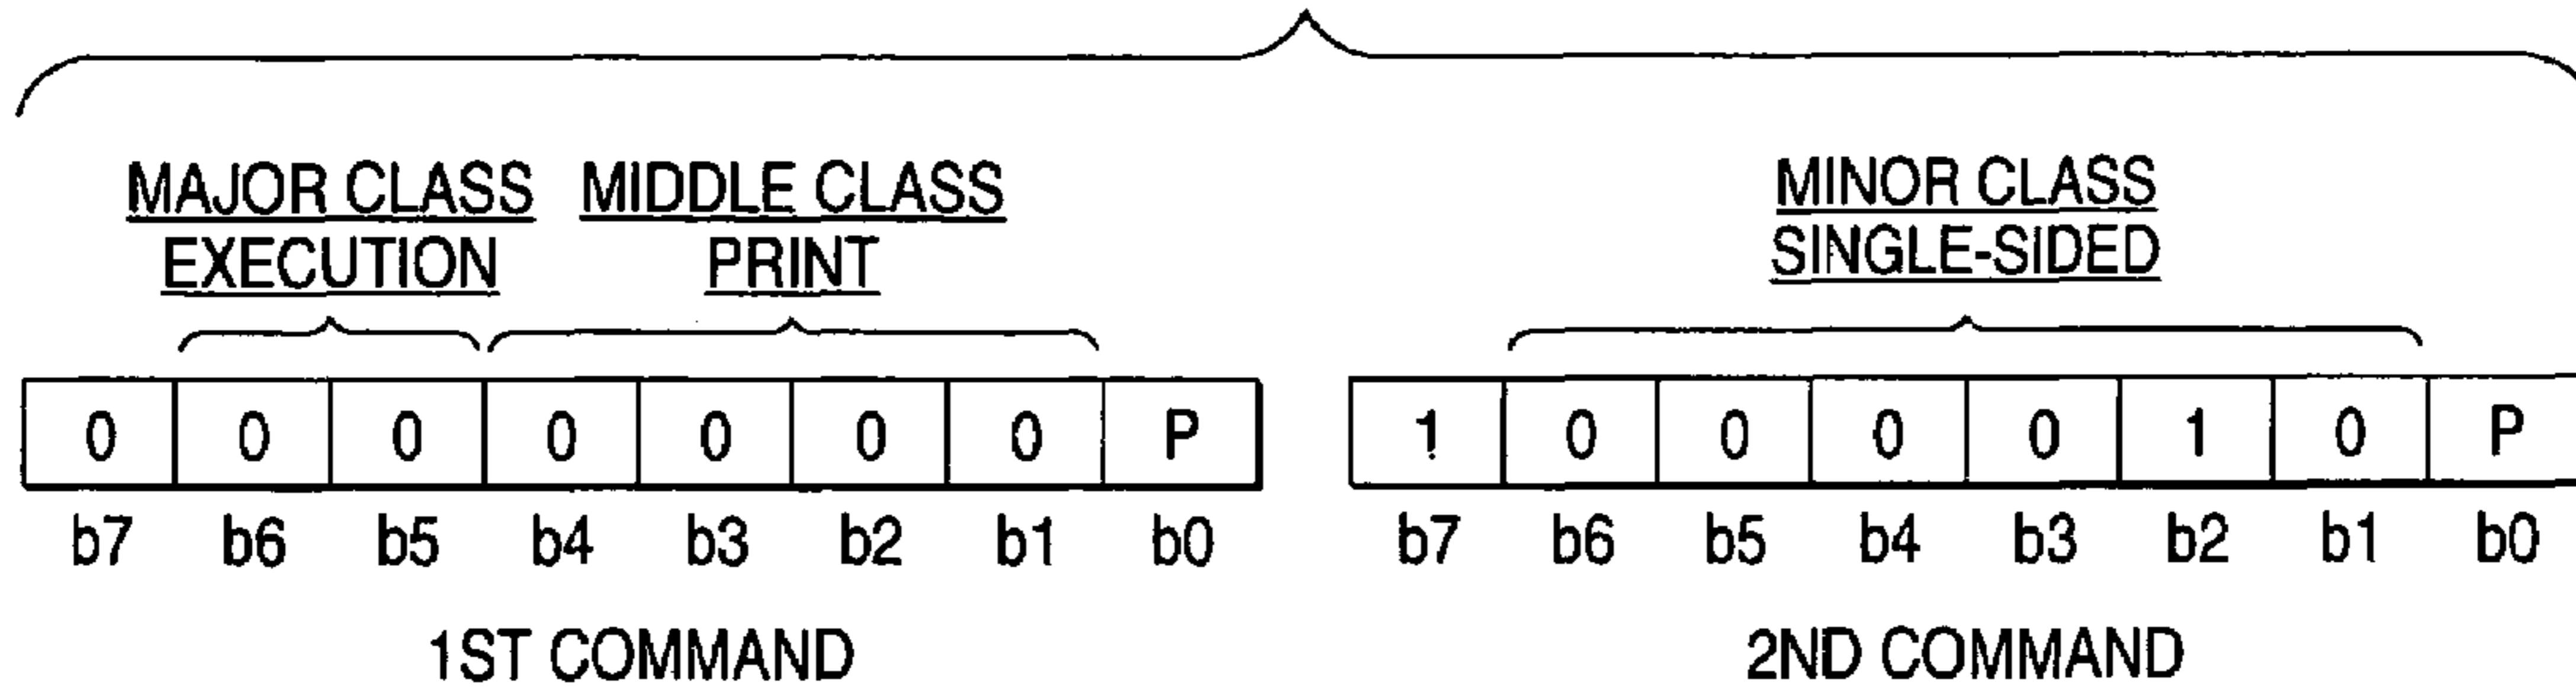 MAJOR CLASS MIDDLE CLASS MINOR CLASS
EXECUTION PRINT SINGLE-SIDED
0 0 0 0 0 0 0 P 1 0 0 0 0 1 0 P
b7 b6 b5 b4 b3 b2 b1 b0 b7 b6 b5 b4 b3 b2 b1 b0
1ST COMMAND 2ND COMMAND